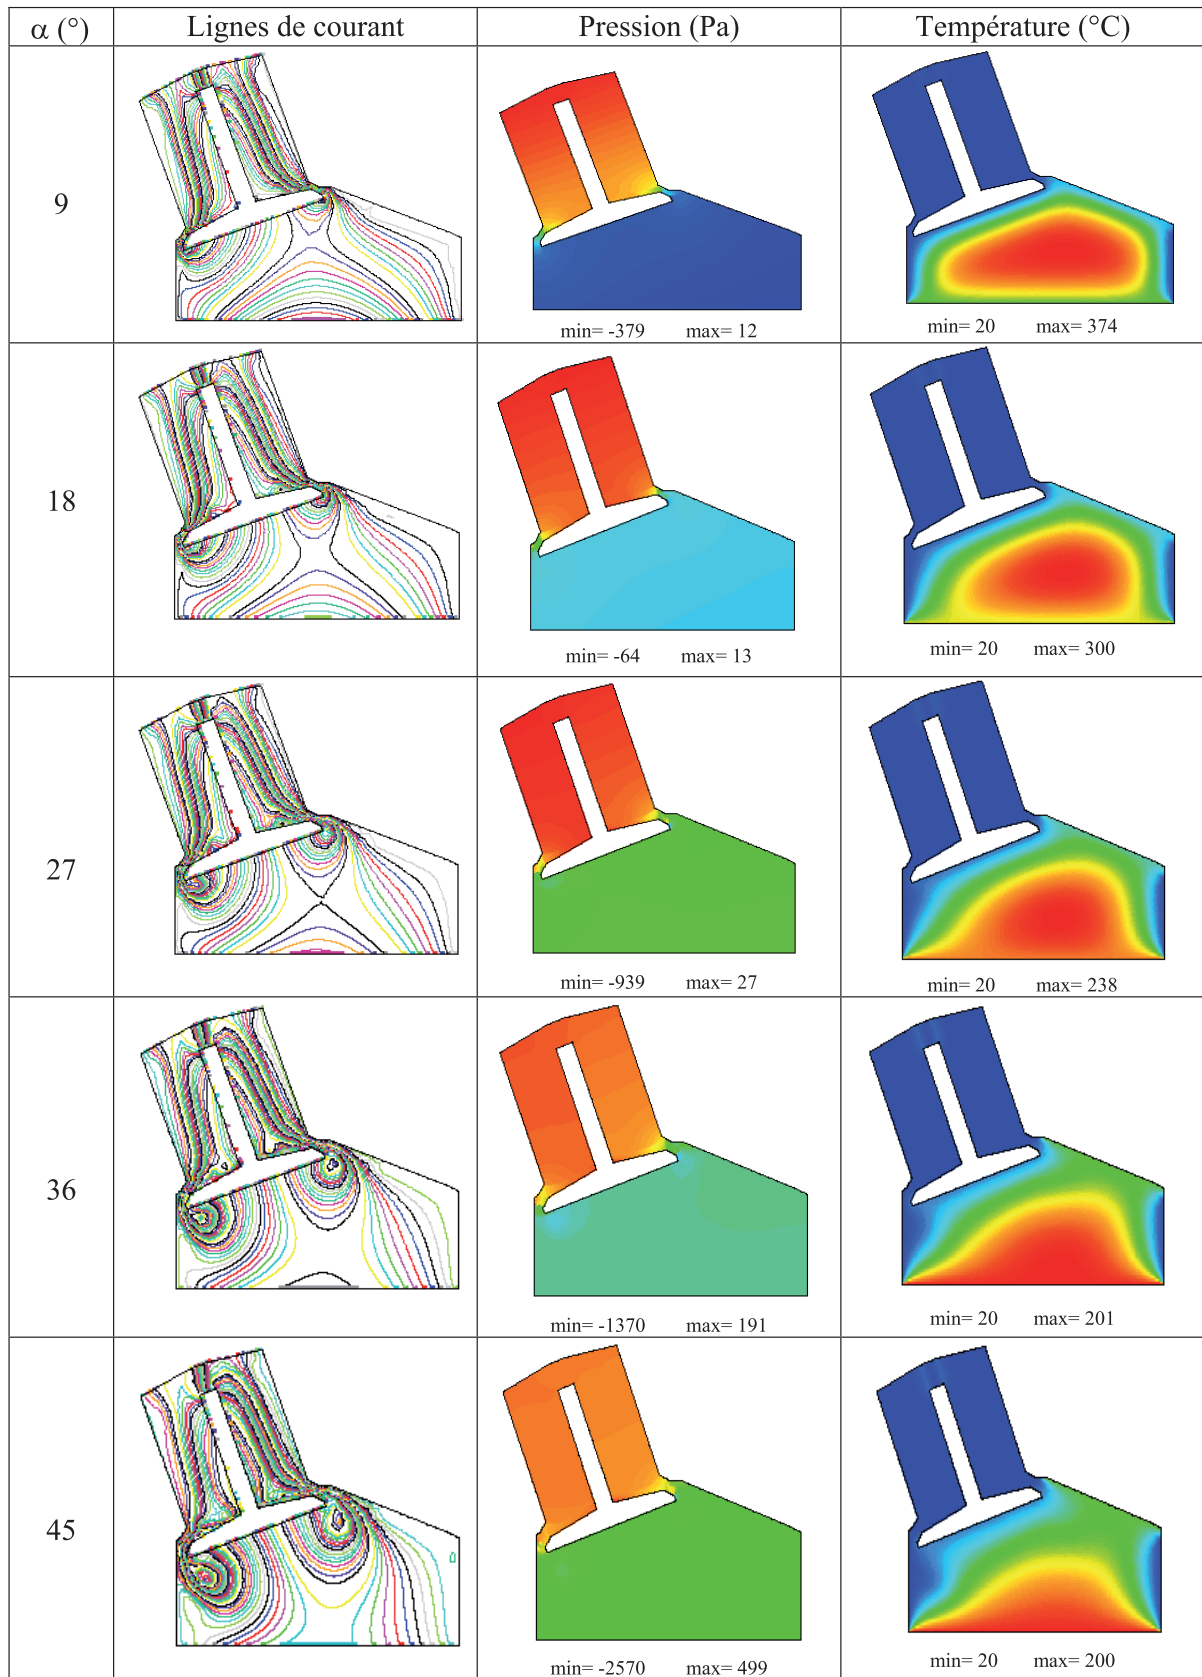 α (°) Lignes de courant Pression (Pa) Température (°C)
9
min= -379 max= 12 min= 20 max= 374
18
min= -64 max= 13 min= 20 max= 300
27
min= -939 max= 27 min= 20 max= 238
36
min= -1370 max= 191 min= 20 max= 201
45
min= -2570 max= 499 min= 20 max= 200